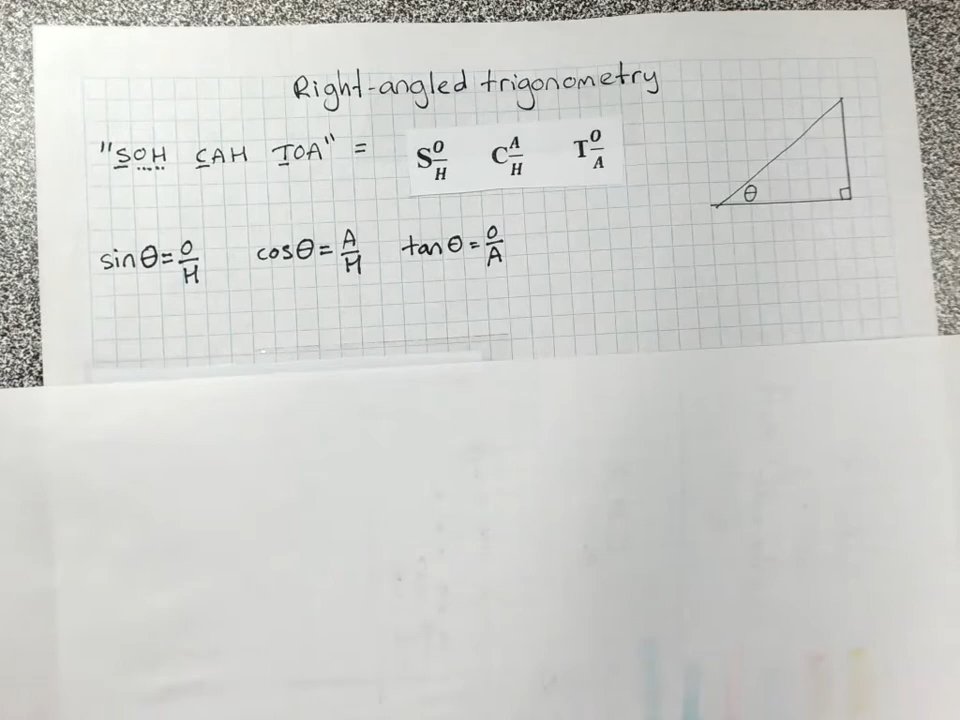 Right-angled trigonometry
"SOH CAH TOA" = S O/H C A/H T O/A
θ
sinθ = O/H cosθ = A/H tanθ = O/A